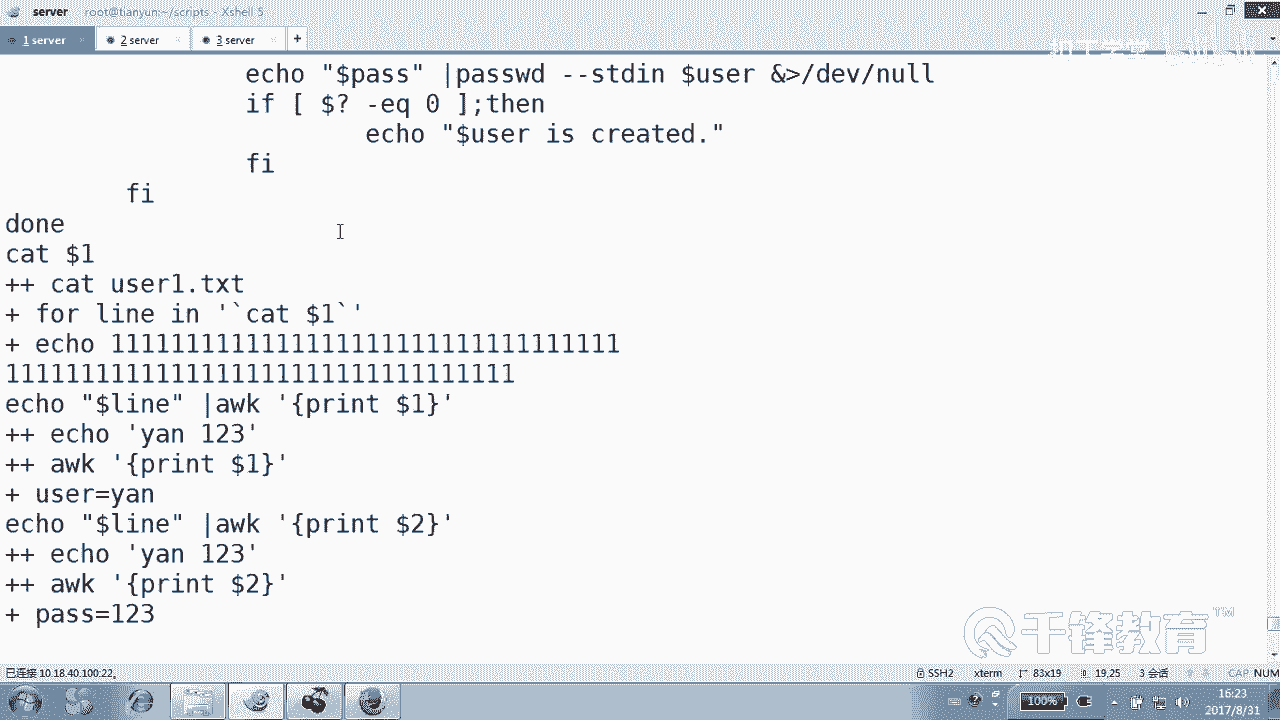 server root@tianyun:~/scripts - Xshell 5
1 server
2 server
3 server
echo "$pass" |passwd --stdin $user &>/dev/null
if [ $? -eq 0 ];then
echo "$user is created."
fi
fi
done
cat $1
++ cat user1.txt
+ for line in '`cat $1`'
+ echo 1111111111111111111111111111111111
1111111111111111111111111111111111
echo "$line" |awk '{print $1}'
++ echo 'yan 123'
++ awk '{print $1}'
+ user=yan
echo "$line" |awk '{print $2}'
++ echo 'yan 123'
++ awk '{print $2}'
+ pass=123
千锋教育 TM
已连接 10.18.40.100:22。
SSH2 xterm 83x19 19,25 3 会话 CAP NUM
100%
16:23
2017/8/31